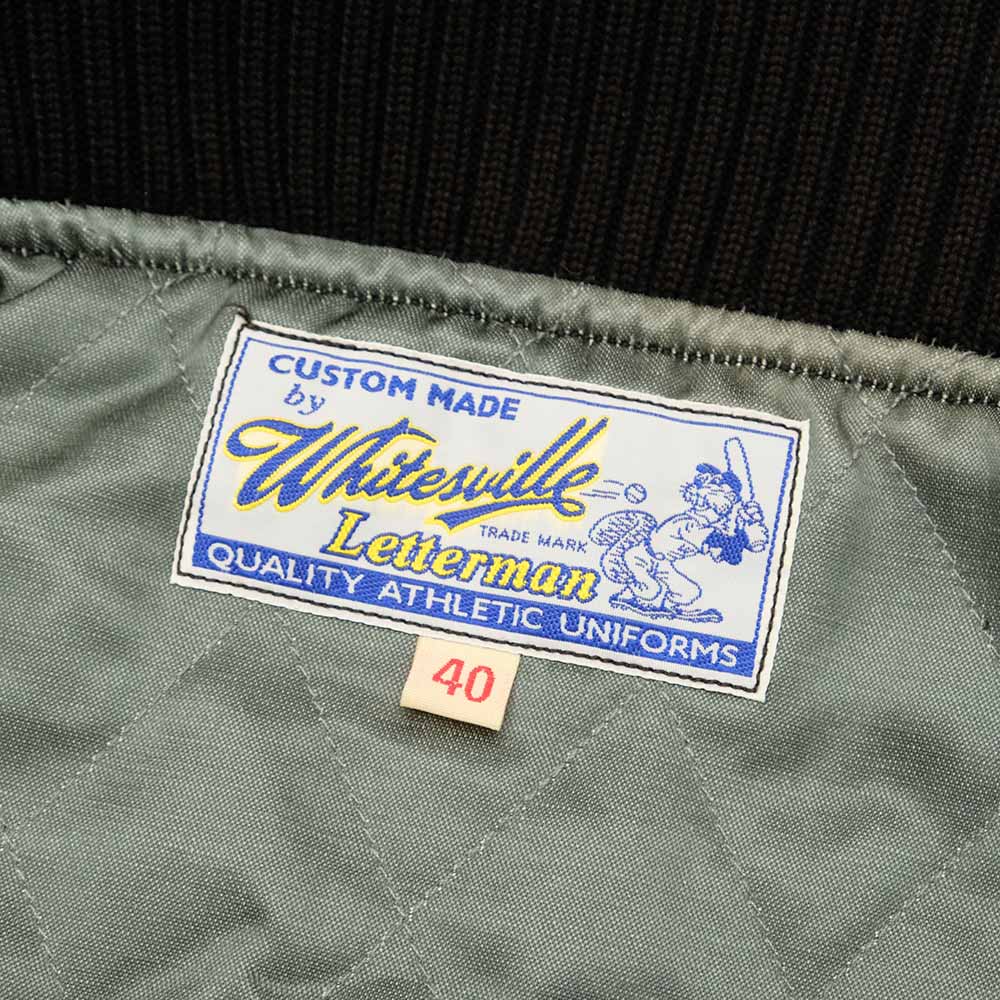 CUSTOM MADE
by
Whitesville
TRADE MARK
Letterman
QUALITY ATHLETIC UNIFORMS
40